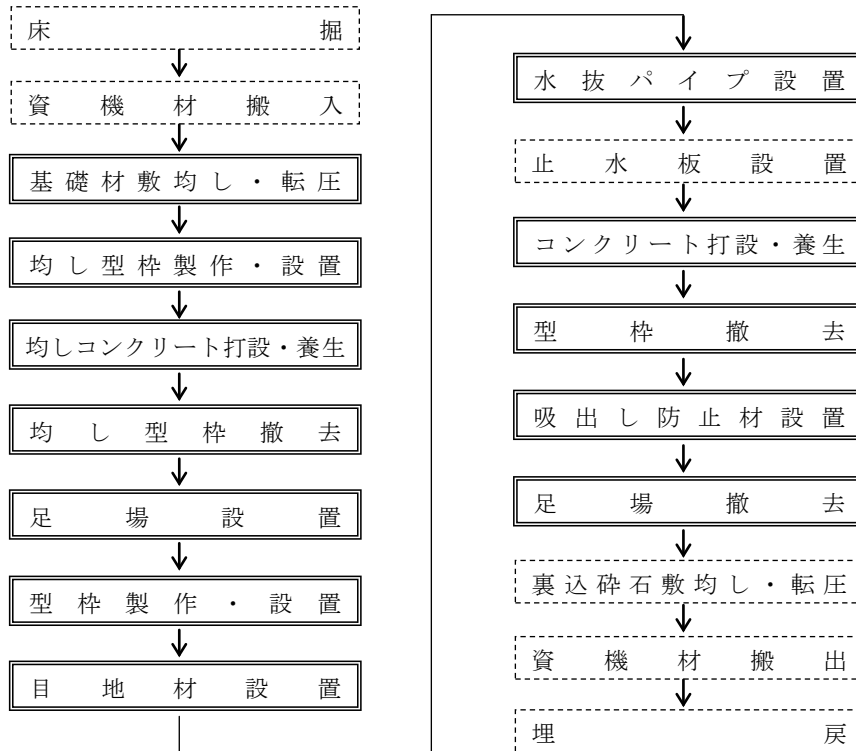 床掘
資機材搬入
基礎材敷均し・転圧
均し型枠製作・設置
均しコンクリート打設・養生
均し型枠撤去
足場設置
型枠製作・設置
目地材設置
水抜パイプ設置
止水板設置
コンクリート打設・養生
型枠撤去
吸出し防止材設置
足場撤去
裏込砕石敷均し・転圧
資機材搬出
埋戻